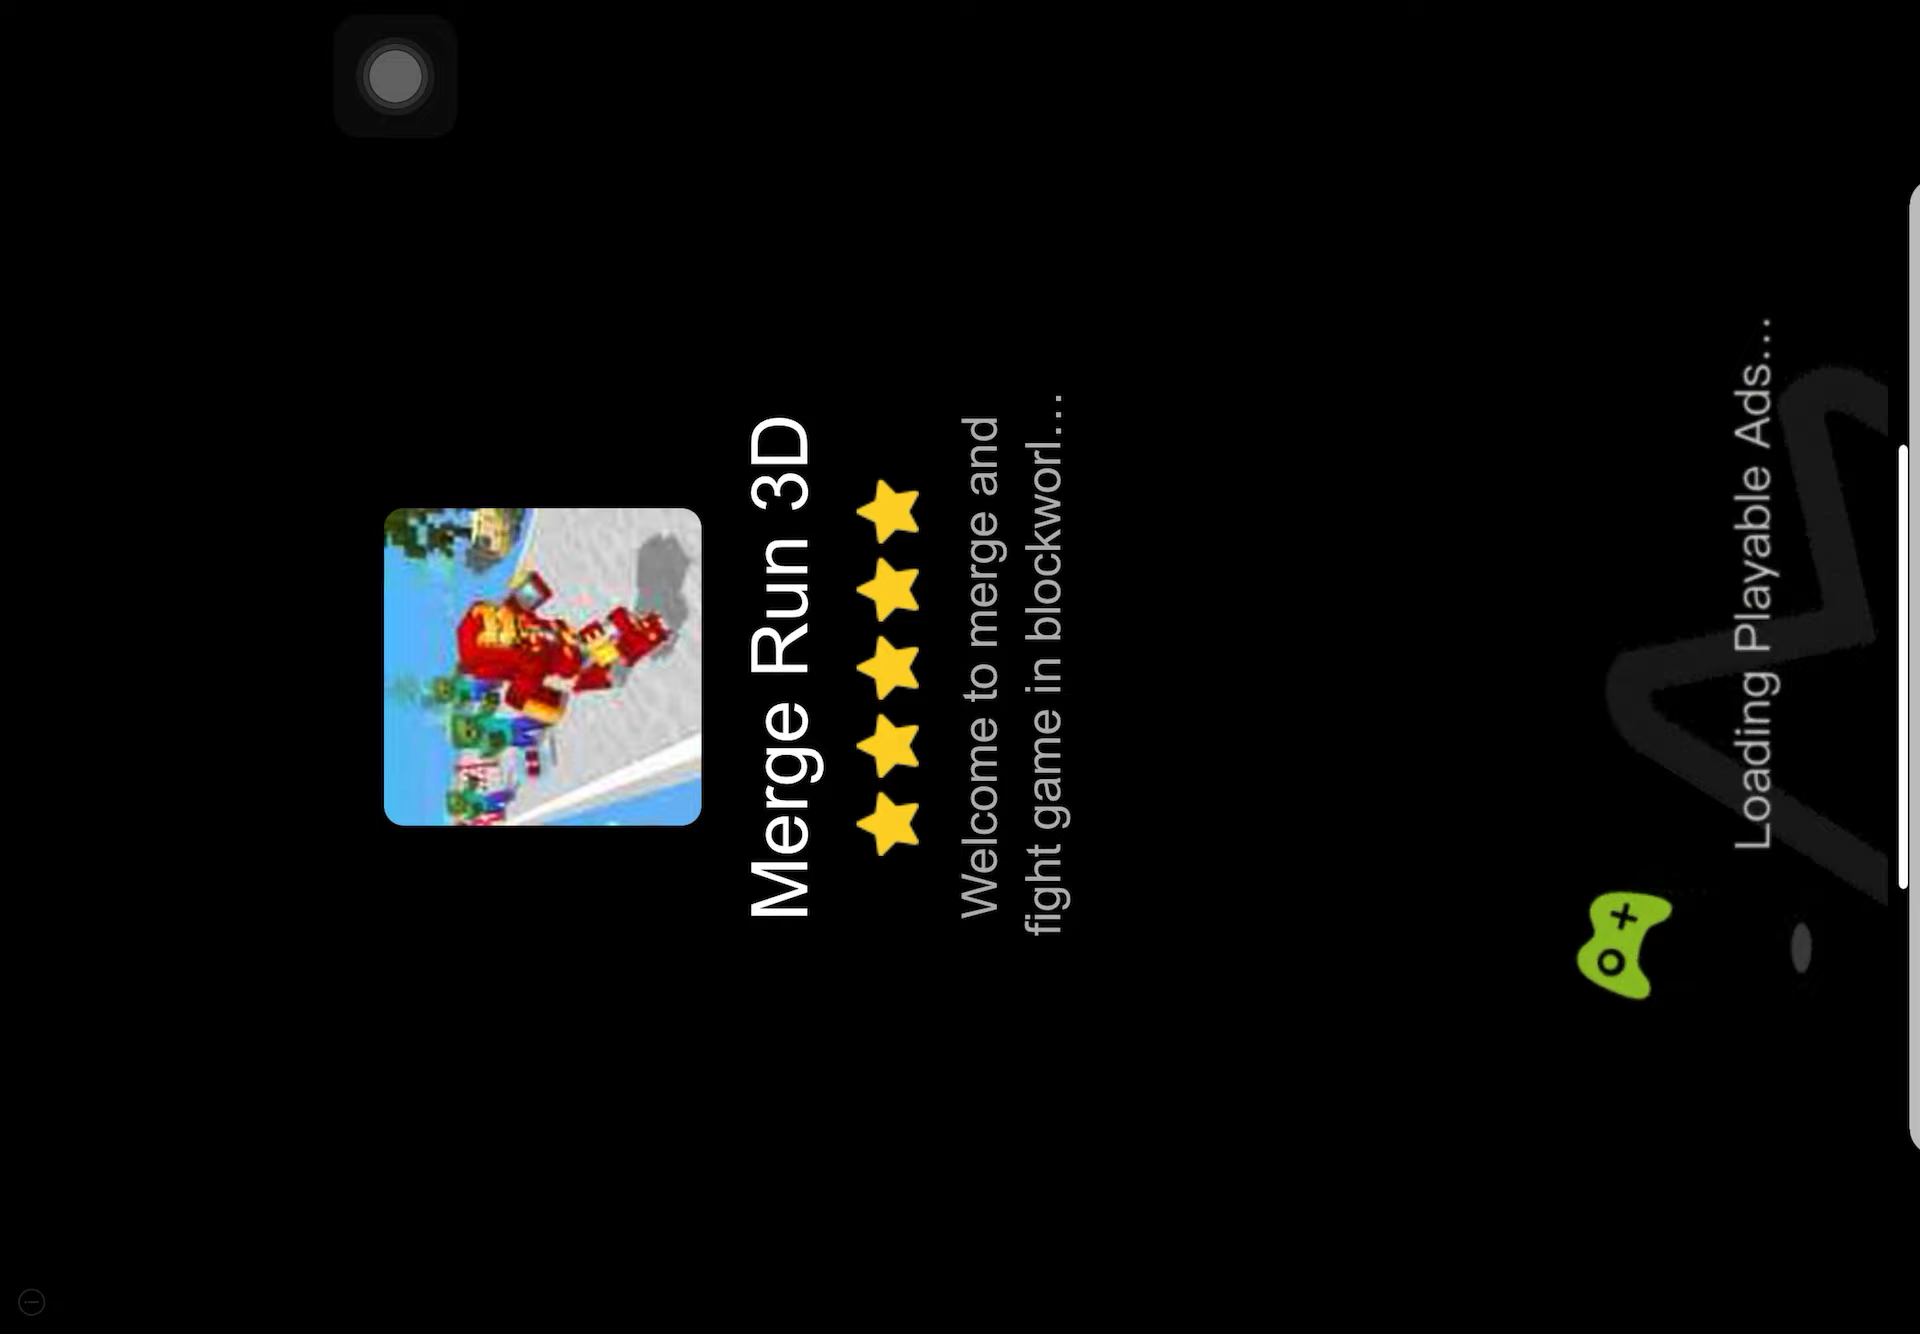 Merge Run 3D
Welcome to merge and
fight game in blockworl...
Loading Playable Ads...